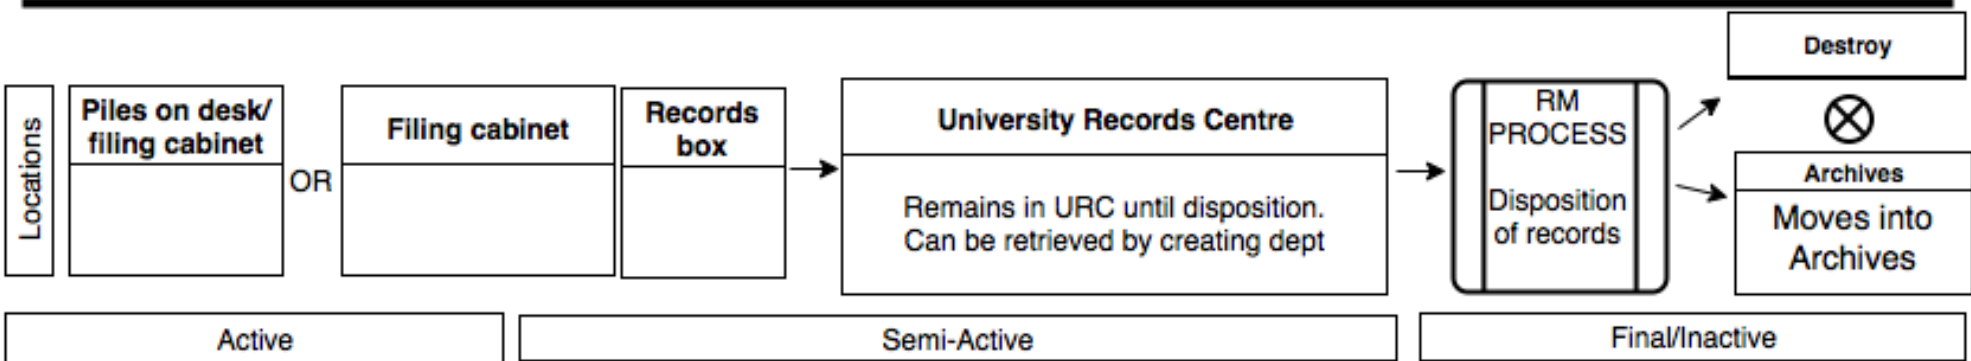 Destroy
Locations
Piles on desk/
filing cabinet
OR
Filing cabinet
Records
box
University Records Centre
Remains in URC until disposition.
Can be retrieved by creating dept
RM
PROCESS
Disposition
of records
Archives
Moves into
Archives
Active
Semi-Active
Final/Inactive